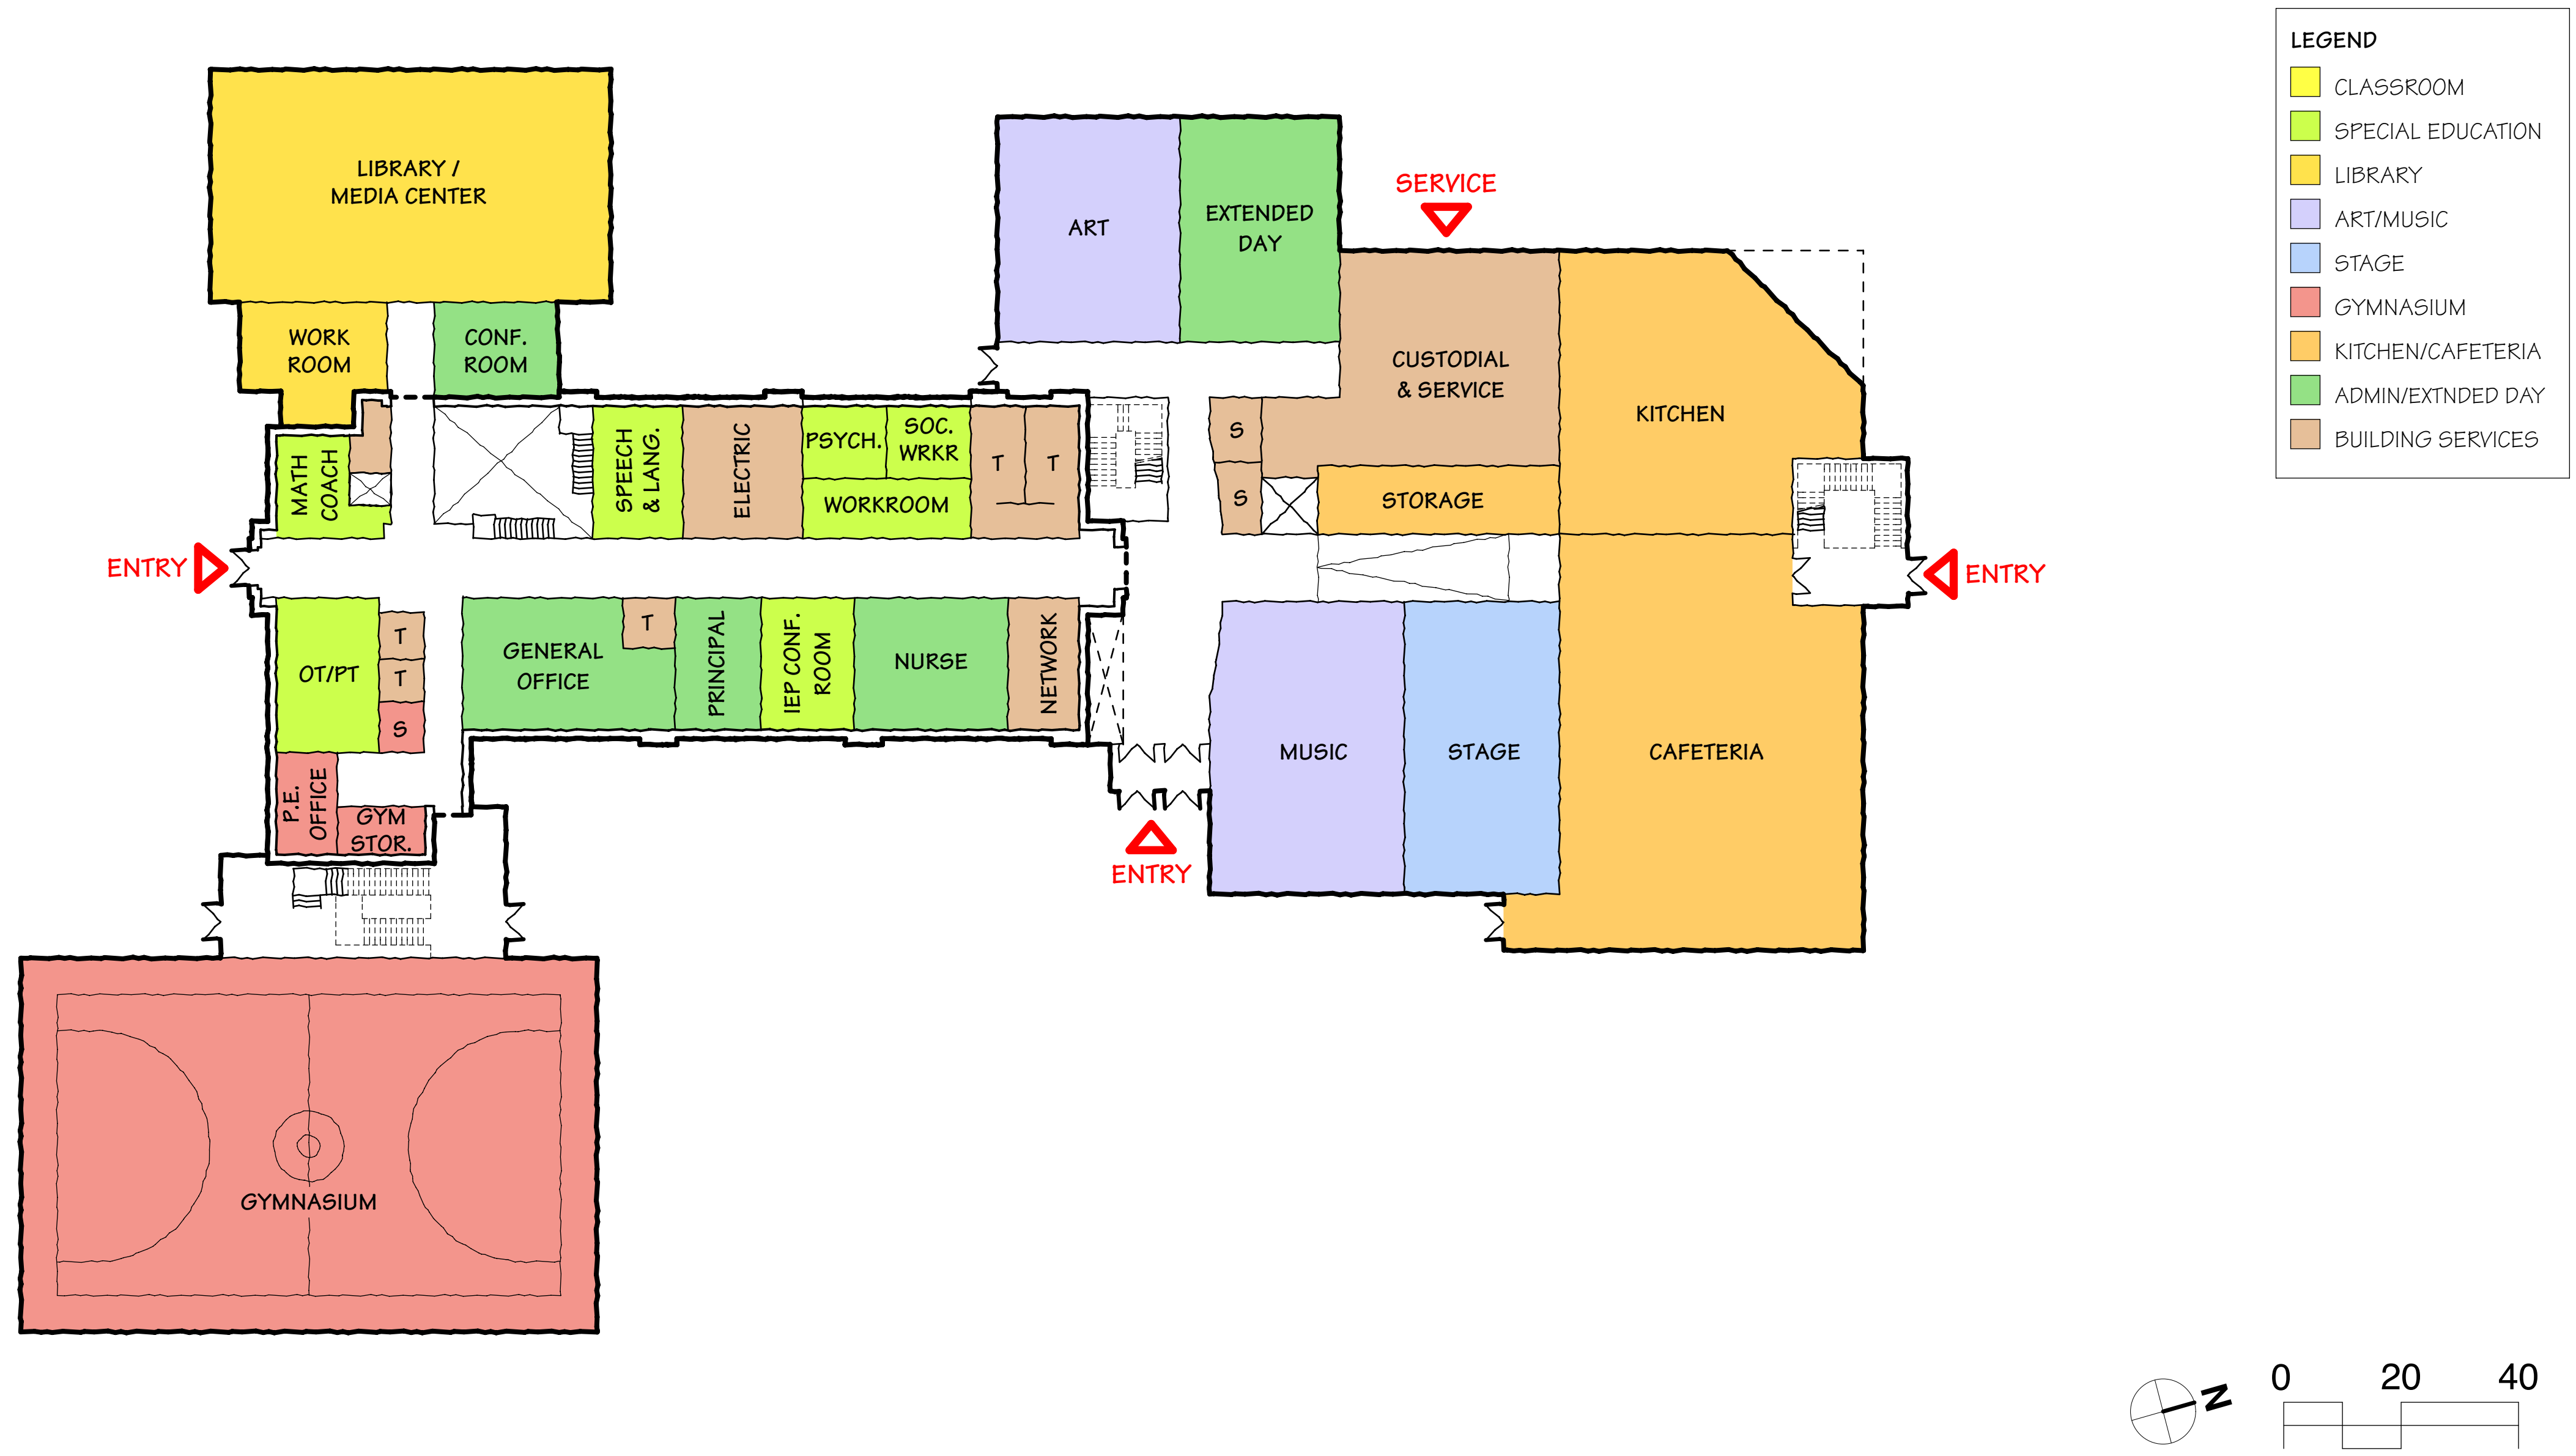 LEGEND
CLASSROOM
SPECIAL EDUCATION
LIBRARY
ART/MUSIC
STAGE
GYMNASIUM
KITCHEN/CAFETERIA
ADMIN/EXTNDED DAY
BUILDING SERVICES
LIBRARY /
MEDIA CENTER
WORK
ROOM
CONF.
ROOM
ART
EXTENDED
DAY
SERVICE
CUSTODIAL
& SERVICE
KITCHEN
STORAGE
S
S
MATH
COACH
SPEECH
& LANG.
ELECTRIC
PSYCH.
SOC.
WRKR
WORKROOM
T
T
ENTRY
ENTRY
OT/PT
T
T
S
GENERAL
OFFICE
T
PRINCIPAL
IEP CONF.
ROOM
NURSE
NETWORK
MUSIC
STAGE
CAFETERIA
P.E.
OFFICE
GYM
STOR.
ENTRY
GYMNASIUM
N
0 20 40